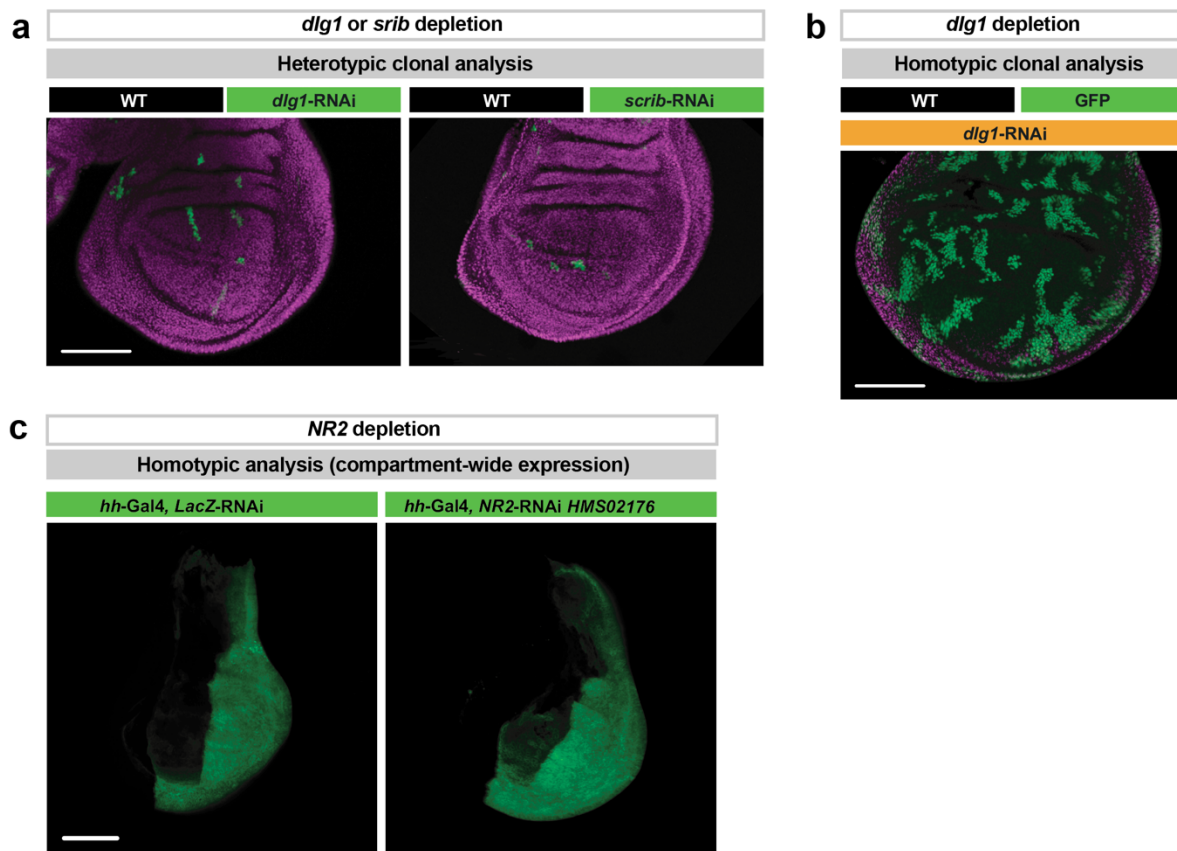 a
dlg1 or srib depletion
Heterotypic clonal analysis
WT
dlg1-RNAi
WT
scrib-RNAi
b
dlg1 depletion
Homotypic clonal analysis
WT
GFP
dlg1-RNAi
c
NR2 depletion
Homotypic analysis (compartment-wide expression)
hh-Gal4, LacZ-RNAi
hh-Gal4, NR2-RNAi HMS02176